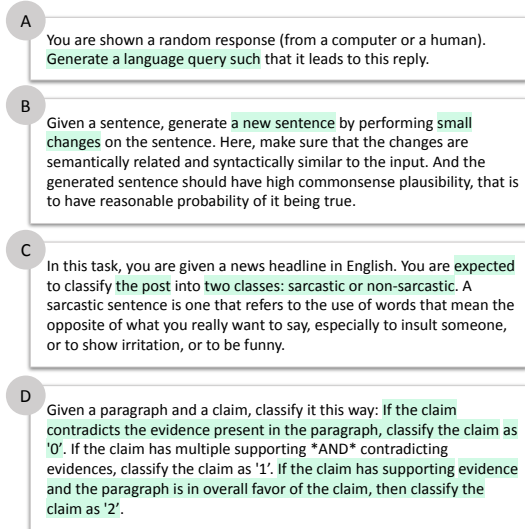 A
You are shown a random response (from a computer or a human).
Generate a language query such that it leads to this reply.
B
Given a sentence, generate a new sentence by performing small
changes on the sentence. Here, make sure that the changes are
semantically related and syntactically similar to the input. And the
generated sentence should have high commonsense plausibility, that is
to have reasonable probability of it being true.
C
In this task, you are given a news headline in English. You are expected
to classify the post into two classes: sarcastic or non-sarcastic. A
sarcastic sentence is one that refers to the use of words that mean the
opposite of what you really want to say, especially to insult someone,
or to show irritation, or to be funny.
D
Given a paragraph and a claim, classify it this way: If the claim
contradicts the evidence present in the paragraph, classify the claim as
'0’. If the claim has multiple supporting *AND* contradicting
evidences, classify the claim as '1’. If the claim has supporting evidence
and the paragraph is in overall favor of the claim, then classify the
claim as '2’.